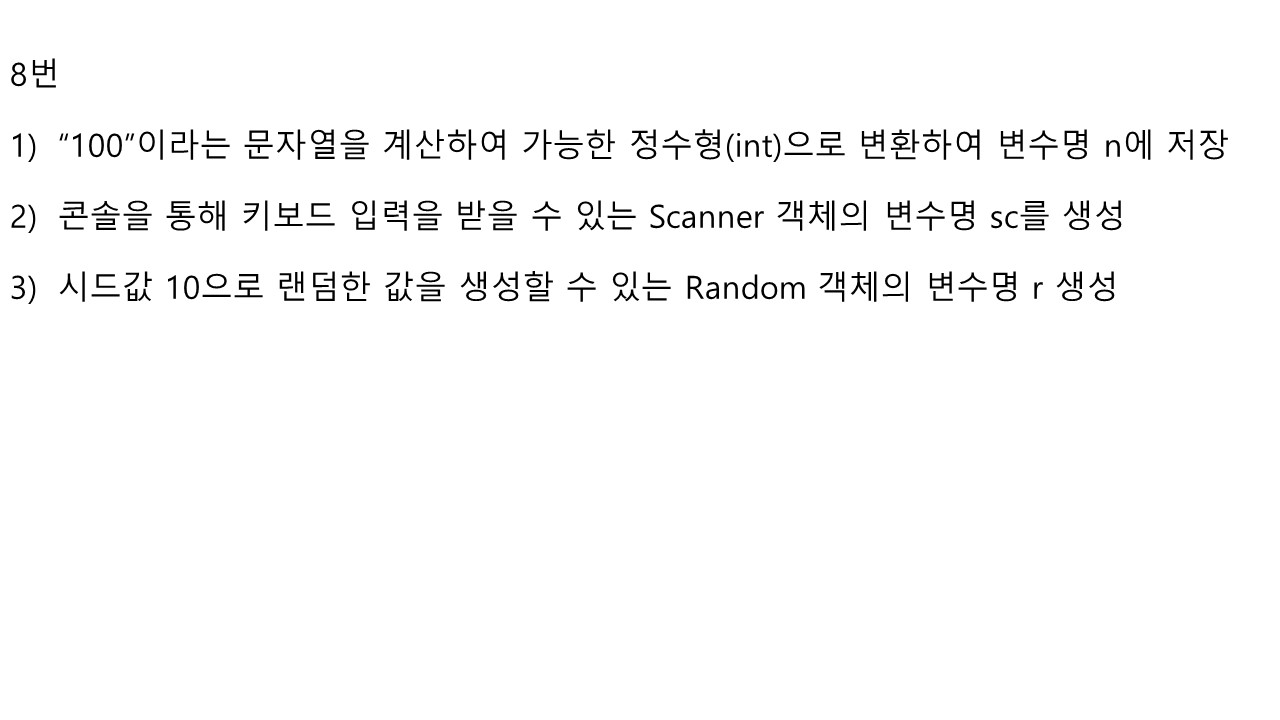 8번
1) “100”이라는 문자열을 계산하여 가능한 정수형(int)으로 변환하여 변수명 n에 저장
2) 콘솔을 통해 키보드 입력을 받을 수 있는 Scanner 객체의 변수명 sc를 생성
3) 시드값 10으로 랜덤한 값을 생성할 수 있는 Random 객체의 변수명 r 생성